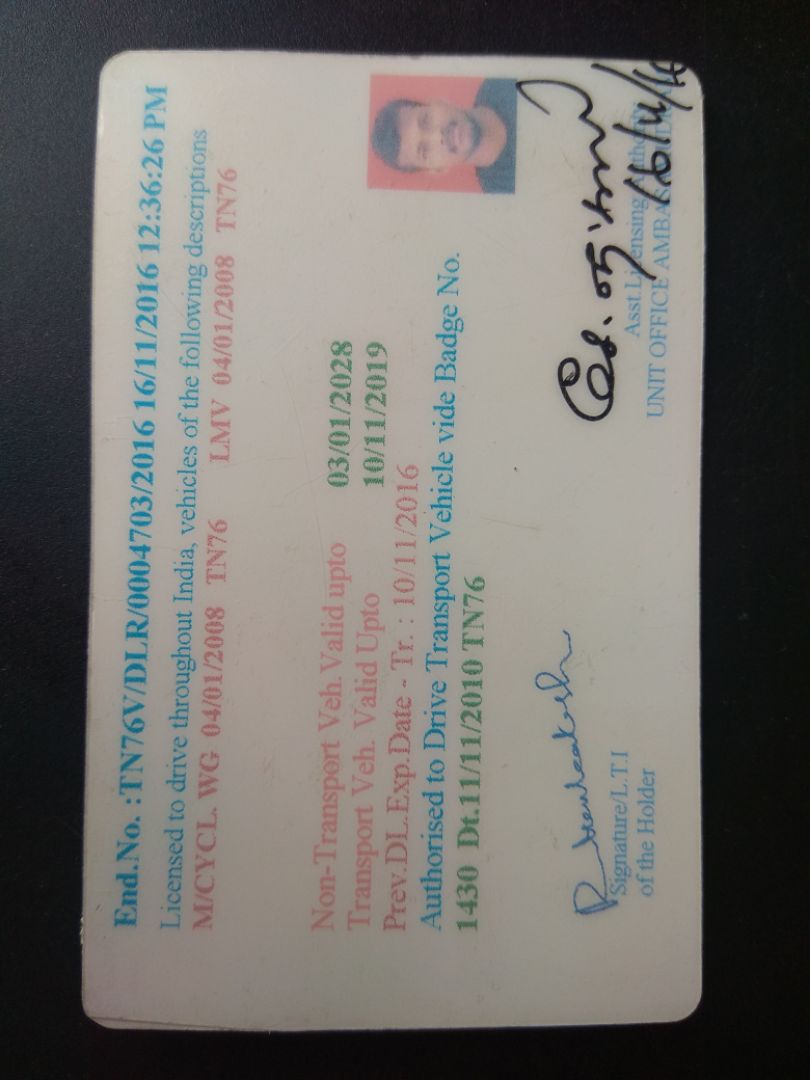 End.No. :TN76V/DLR/0004703/2016 16/11/2016 12:36:26 PM
Licensed to drive throughout India, vehicles of the following descriptions
M/CYCL. WG 04/01/2008 TN76 LMV 04/01/2008 TN76
Non-Transport Veh.Valid upto 03/01/2028
Transport Veh. Valid Upto 10/11/2019
Prev.DL.Exp.Date - Tr. : 10/11/2016
Authorised to Drive Transport Vehicle vide Badge No.
1430 Dt.11/11/2010 TN76
Signature/L.T.I
of the Holder
16/11/16
Asst.Licensing
UNIT OFFICE